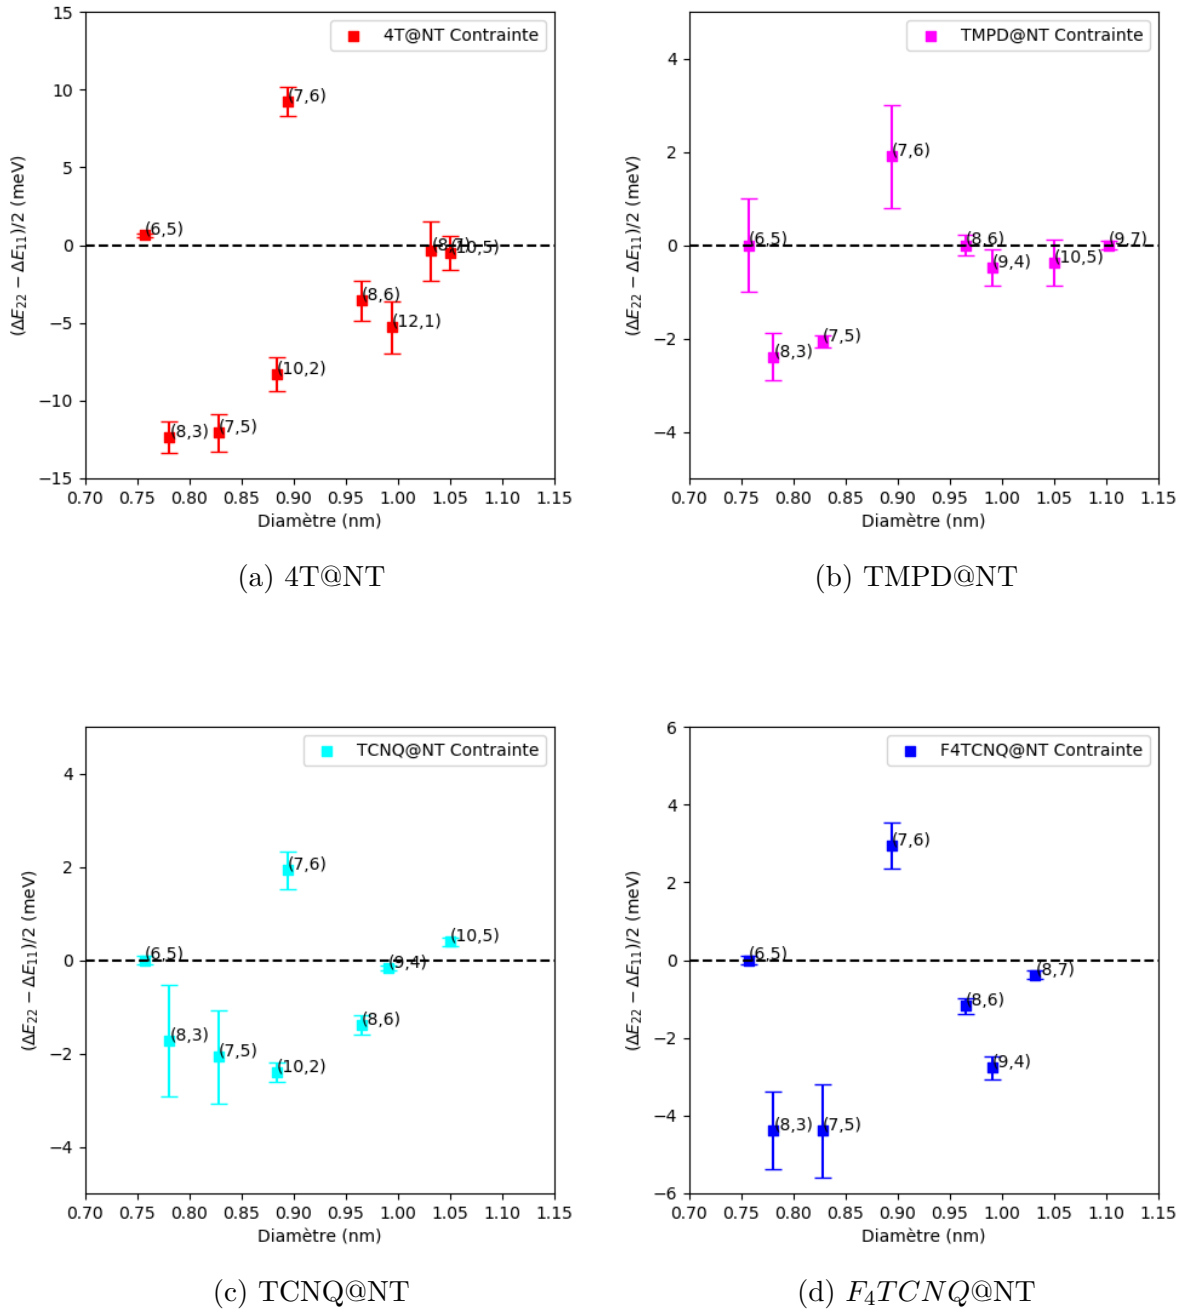 15
10
5
0
−5
−10
−15
(ΔE₂₂ − ΔE₁₁)/2 (meV)
4T@NT Contrainte
(7,6)
(6,5)
(8,7)
(10,5)
(8,6)
(12,1)
(10,2)
(8,3)
(7,5)
0.70 0.75 0.80 0.85 0.90 0.95 1.00 1.05 1.10 1.15
Diamètre (nm)
(a) 4T@NT
4
2
0
−2
−4
(ΔE₂₂ − ΔE₁₁)/2 (meV)
TMPD@NT Contrainte
(7,6)
(6,5)
(8,6)
(9,7)
(9,4)
(10,5)
(7,5)
(8,3)
0.70 0.75 0.80 0.85 0.90 0.95 1.00 1.05 1.10 1.15
Diamètre (nm)
(b) TMPD@NT
4
2
0
−2
−4
(ΔE₂₂ − ΔE₁₁)/2 (meV)
TCNQ@NT Contrainte
(7,6)
(10,5)
(6,5)
(9,4)
(8,6)
(8,3)
(7,5)
(10,2)
0.70 0.75 0.80 0.85 0.90 0.95 1.00 1.05 1.10 1.15
Diamètre (nm)
(c) TCNQ@NT
6
4
2
0
−2
−4
−6
(ΔE₂₂ − ΔE₁₁)/2 (meV)
F4TCNQ@NT Contrainte
(7,6)
(6,5)
(8,7)
(8,6)
(9,4)
(8,3)
(7,5)
0.70 0.75 0.80 0.85 0.90 0.95 1.00 1.05 1.10 1.15
Diamètre (nm)
(d) F₄TCNQ@NT